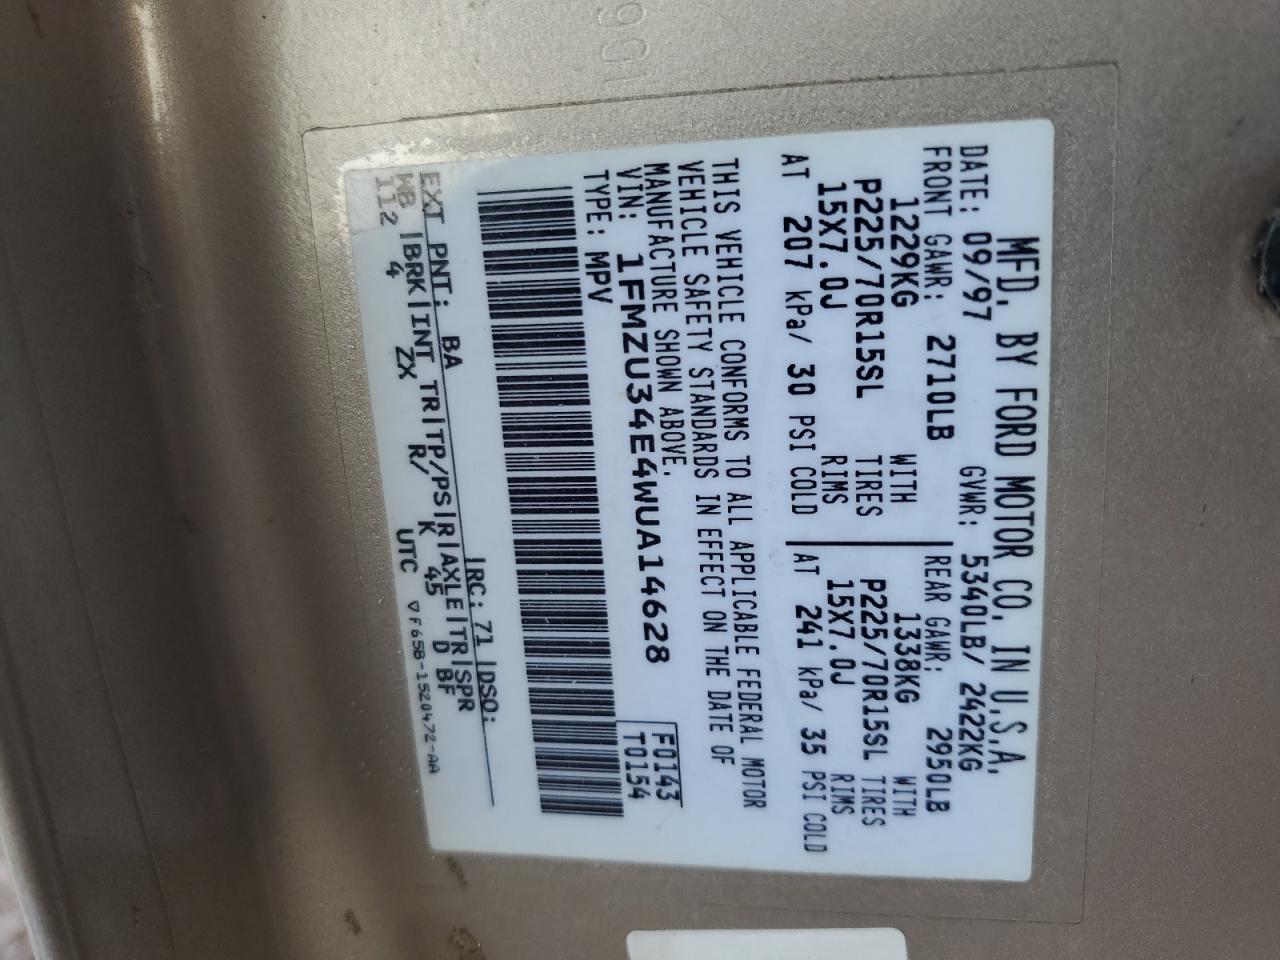 MFD. BY FORD MOTOR CO. IN U.S.A.
DATE: 09/97 GVWR: 5340LB/ 2422KG
FRONT GAWR: 2710LB REAR GAWR: 2950LB
1229KG WITH 1338KG WITH
P225/70R15SL TIRES P225/70R15SL TIRES
15X7.0J RIMS 15X7.0J RIMS
AT 207 kPa/ 30 PSI COLD AT 241 kPa/ 35 PSI COLD
THIS VEHICLE CONFORMS TO ALL APPLICABLE FEDERAL MOTOR
VEHICLE SAFETY STANDARDS IN EFFECT ON THE DATE OF
MANUFACTURE SHOWN ABOVE.
VIN: 1FMZU34E4WUA14628 F0143
TYPE: MPV T0154
EXT PNT: BA RC: 71 DSO:
WB BRK INT TR TP/PS R AXLE TR SPR
112 4 ZX R/ K 45 D BF
UTC ▽F65B-1520472-AA